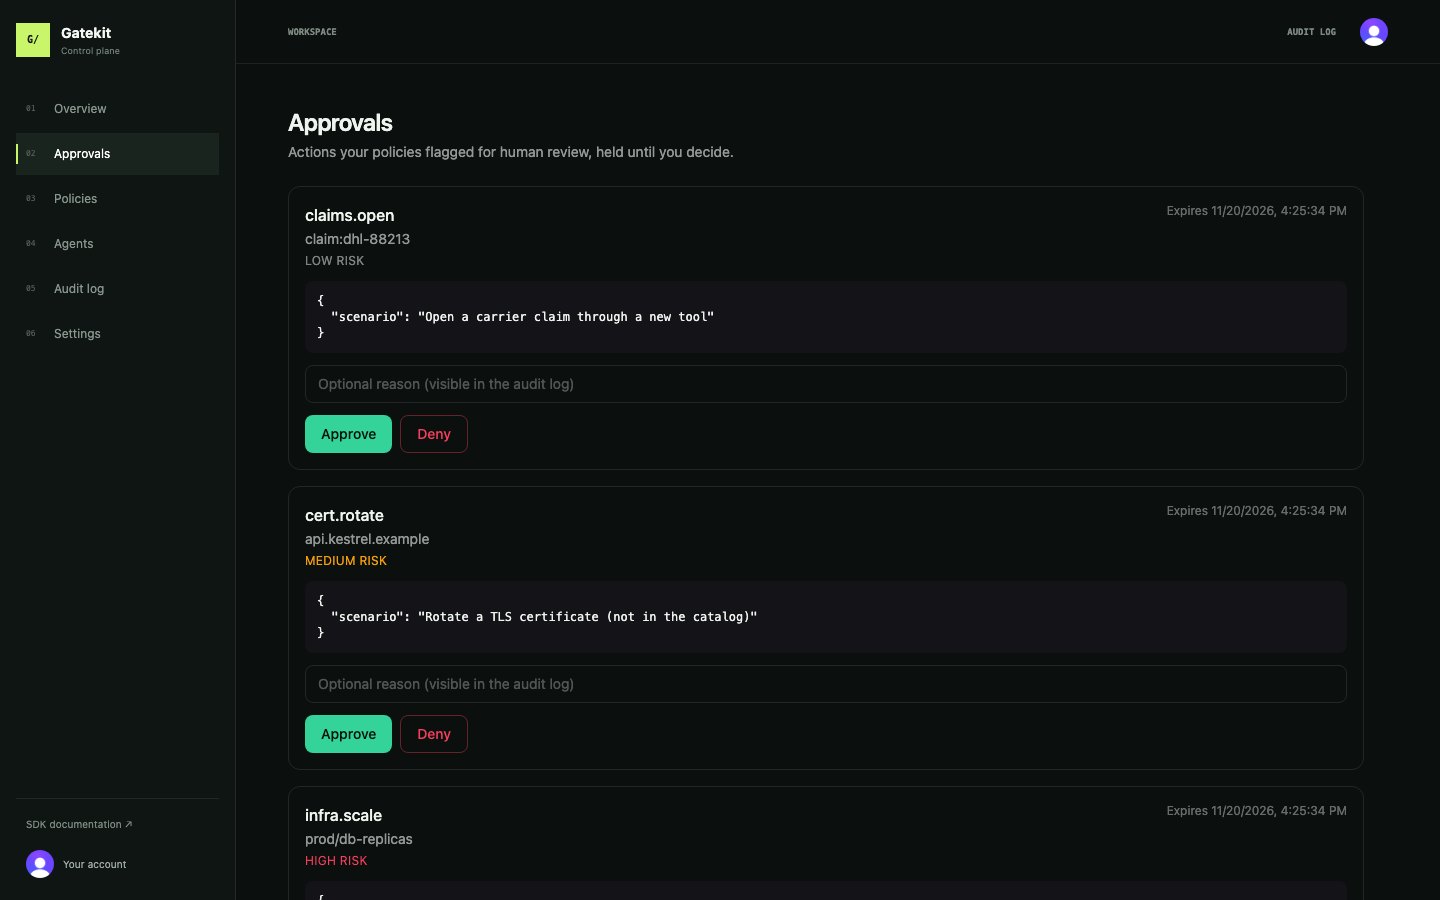 G/
Gatekit
Control plane
01 Overview
02 Approvals
03 Policies
04 Agents
05 Audit log
06 Settings
SDK documentation ↗
Your account
WORKSPACE
AUDIT LOG
Approvals
Actions your policies flagged for human review, held until you decide.
claims.open
Expires 11/20/2026, 4:25:34 PM
claim:dhl-88213
LOW RISK
{
"scenario": "Open a carrier claim through a new tool"
}
Optional reason (visible in the audit log)
Approve Deny
cert.rotate
Expires 11/20/2026, 4:25:34 PM
api.kestrel.example
MEDIUM RISK
{
"scenario": "Rotate a TLS certificate (not in the catalog)"
}
Optional reason (visible in the audit log)
Approve Deny
infra.scale
Expires 11/20/2026, 4:25:34 PM
prod/db-replicas
HIGH RISK
{